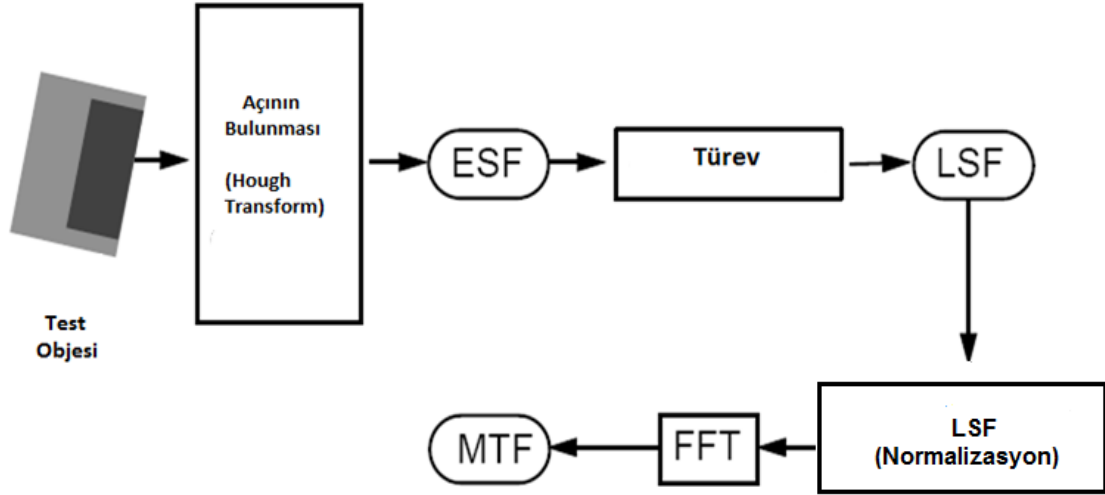 Açının
Bulunması
(Hough
Transform)
ESF
Türev
LSF
Test
Objesi
LSF
(Normalizasyon)
FFT
MTF